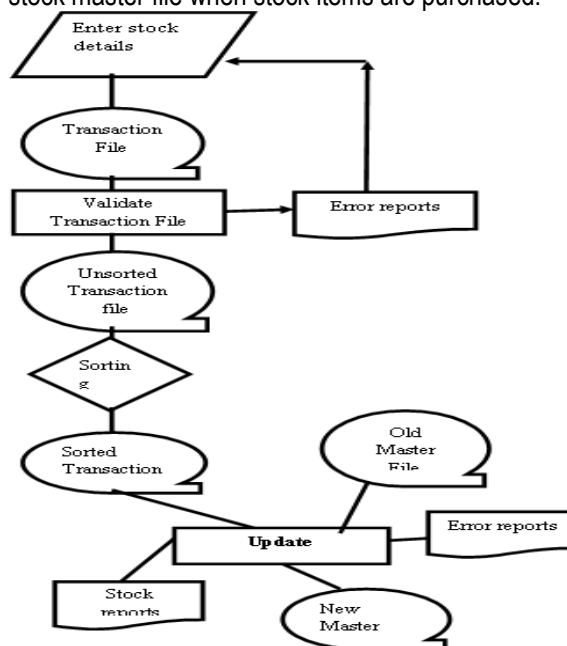 stock master file when stock items are purchased.
Enter stock
details
Transaction
File
Validate
Transaction File
Error reports
Unsorted
Transaction
file
Sortin
g
Sorted
Transaction
Old
Master
File
Update
Error reports
Stock
reports
New
Master